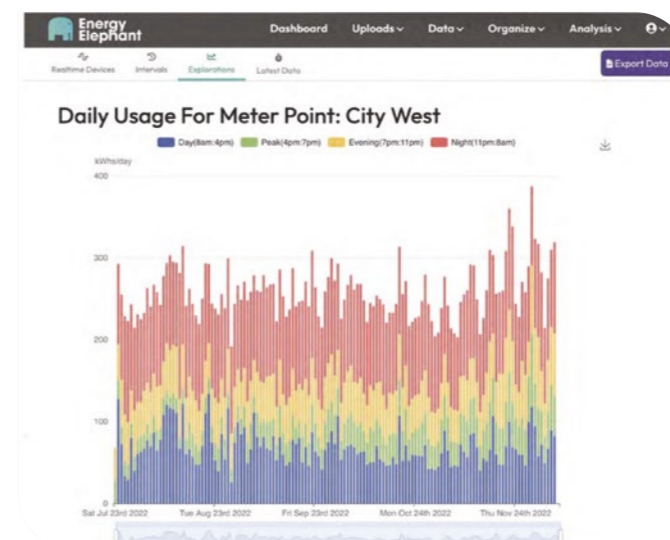 Energy
Elephant
Dashboard Uploads Data Organize Analysis
Realtime Devices Intervals Explorations Latest Data
Export Data
Daily Usage For Meter Point: City West
Day(8am:4pm) Peak(4pm:7pm) Evening(7pm:11pm) Night(11pm:8am)
kWhs/day
400
300
200
100
0
Sat Jul 23rd 2022 Tue Aug 23rd 2022 Fri Sep 23rd 2022 Mon Oct 24th 2022 Thu Nov 24th 2022